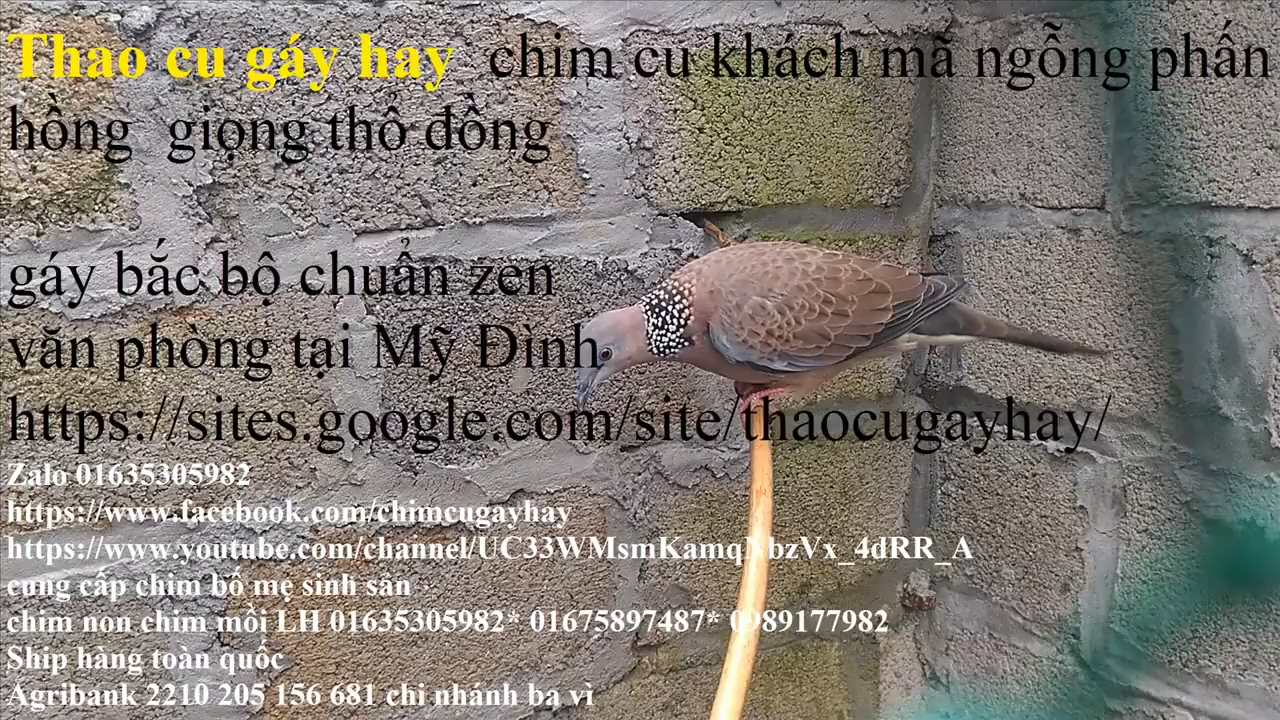 Thao cu gáy hay chim cu khách mã ngỗng phấn
hồng giọng thổ đồng
gáy bắc bộ chuẩn zen
văn phòng tại Mỹ Đình
https://sites.google.com/site/thaocugayhay/
Zalo 01635305982
https://www.facebook.com/chimcugayhay
https://www.youtube.com/channel/UC33WMsmKamqNbzVx_4dRR_A
cung cấp chim bố mẹ sinh sản
chim non chim mồi LH 01635305982* 01675897487* 0989177982
Ship hàng toàn quốc
Agribank 2210 205 156 681 chi nhánh ba vì